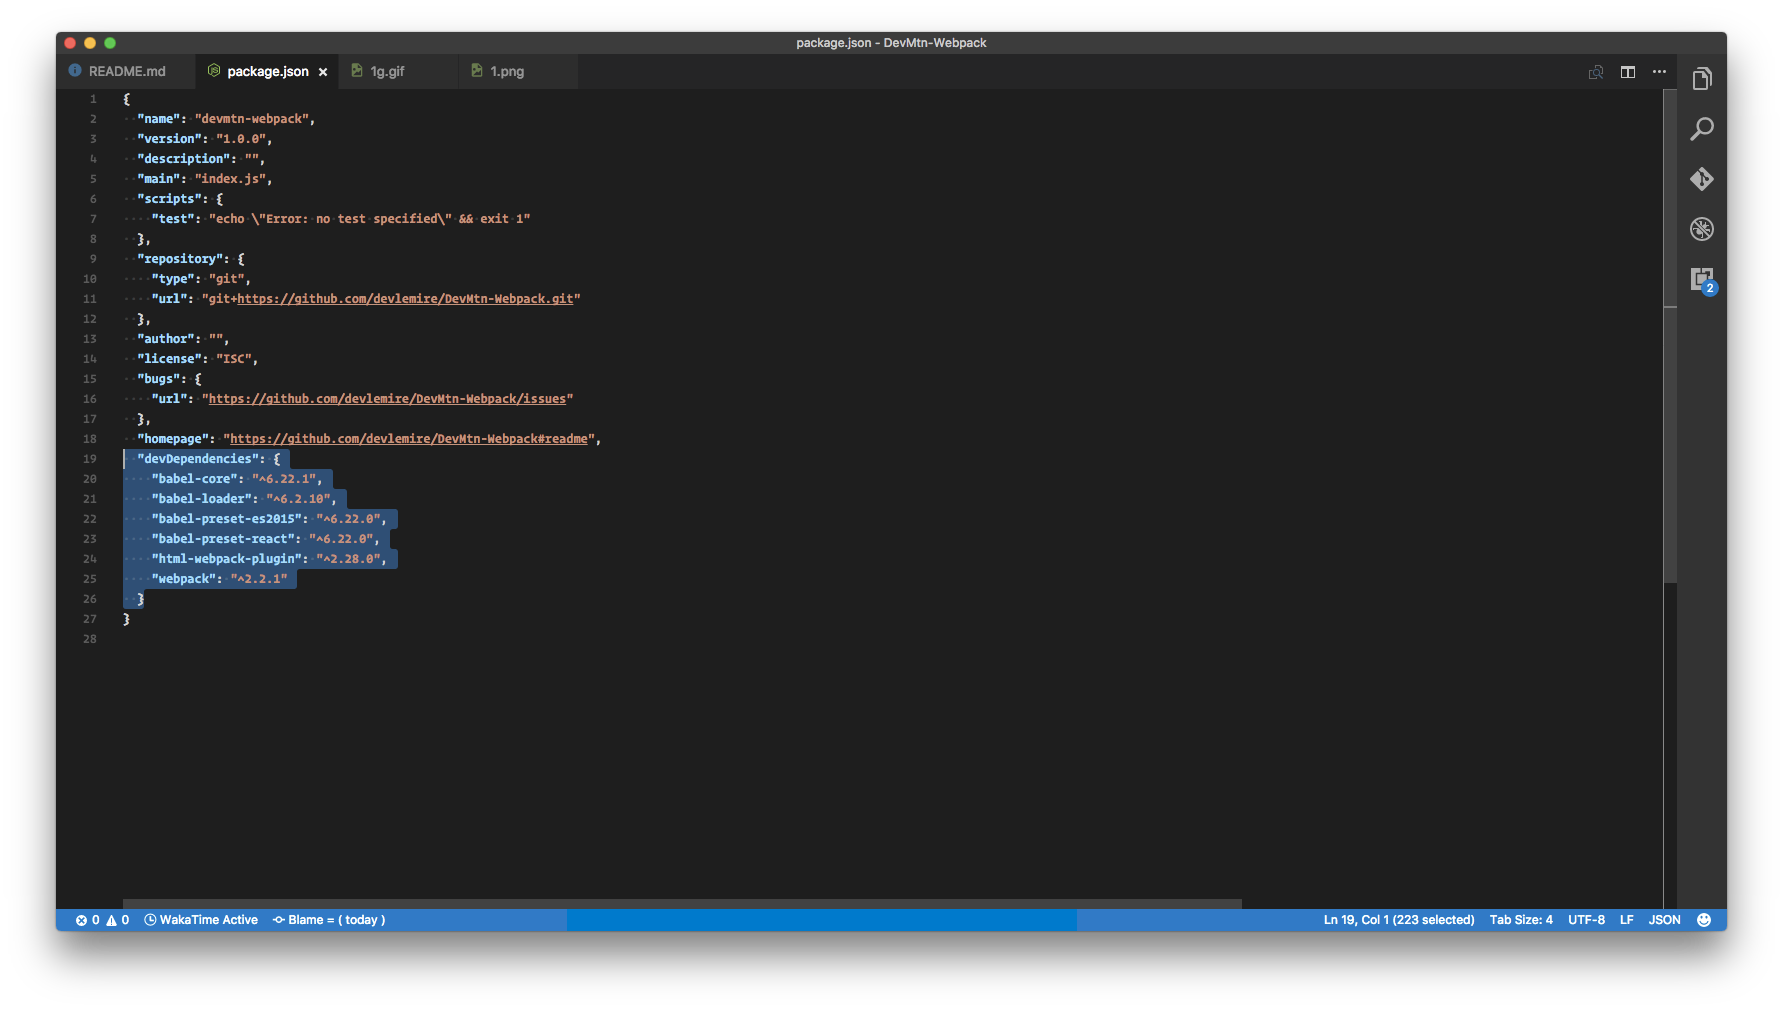 package.json - DevMtn-Webpack
README.md package.json × 1g.gif 1.png
1 {
2 "name": "devmtn-webpack",
3 "version": "1.0.0",
4 "description": "",
5 "main": "index.js",
6 "scripts": {
7 "test": "echo \"Error: no test specified\" && exit 1"
8 },
9 "repository": {
10 "type": "git",
11 "url": "git+https://github.com/devlemire/DevMtn-Webpack.git"
12 },
13 "author": "",
14 "license": "ISC",
15 "bugs": {
16 "url": "https://github.com/devlemire/DevMtn-Webpack/issues"
17 },
18 "homepage": "https://github.com/devlemire/DevMtn-Webpack#readme",
19 "devDependencies": {
20 "babel-core": "^6.22.1",
21 "babel-loader": "^6.2.10",
22 "babel-preset-es2015": "^6.22.0",
23 "babel-preset-react": "^6.22.0",
24 "html-webpack-plugin": "^2.28.0",
25 "webpack": "^2.2.1"
26 }
27 }
28
2
0 0 WakaTime Active Blame = ( today ) Ln 19, Col 1 (223 selected) Tab Size: 4 UTF-8 LF JSON